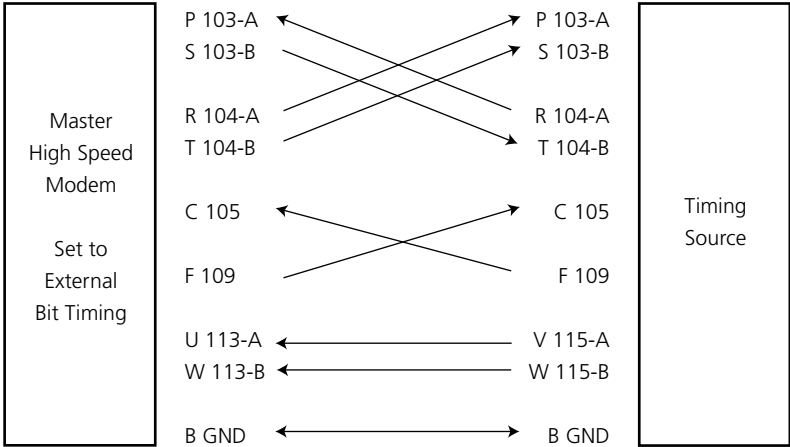 Master
High Speed
Modem
Set to
External
Bit Timing
P 103-A
S 103-B
R 104-A
T 104-B
C 105
F 109
U 113-A
W 113-B
B GND
P 103-A
S 103-B
R 104-A
T 104-B
C 105
F 109
V 115-A
W 115-B
B GND
Timing
Source